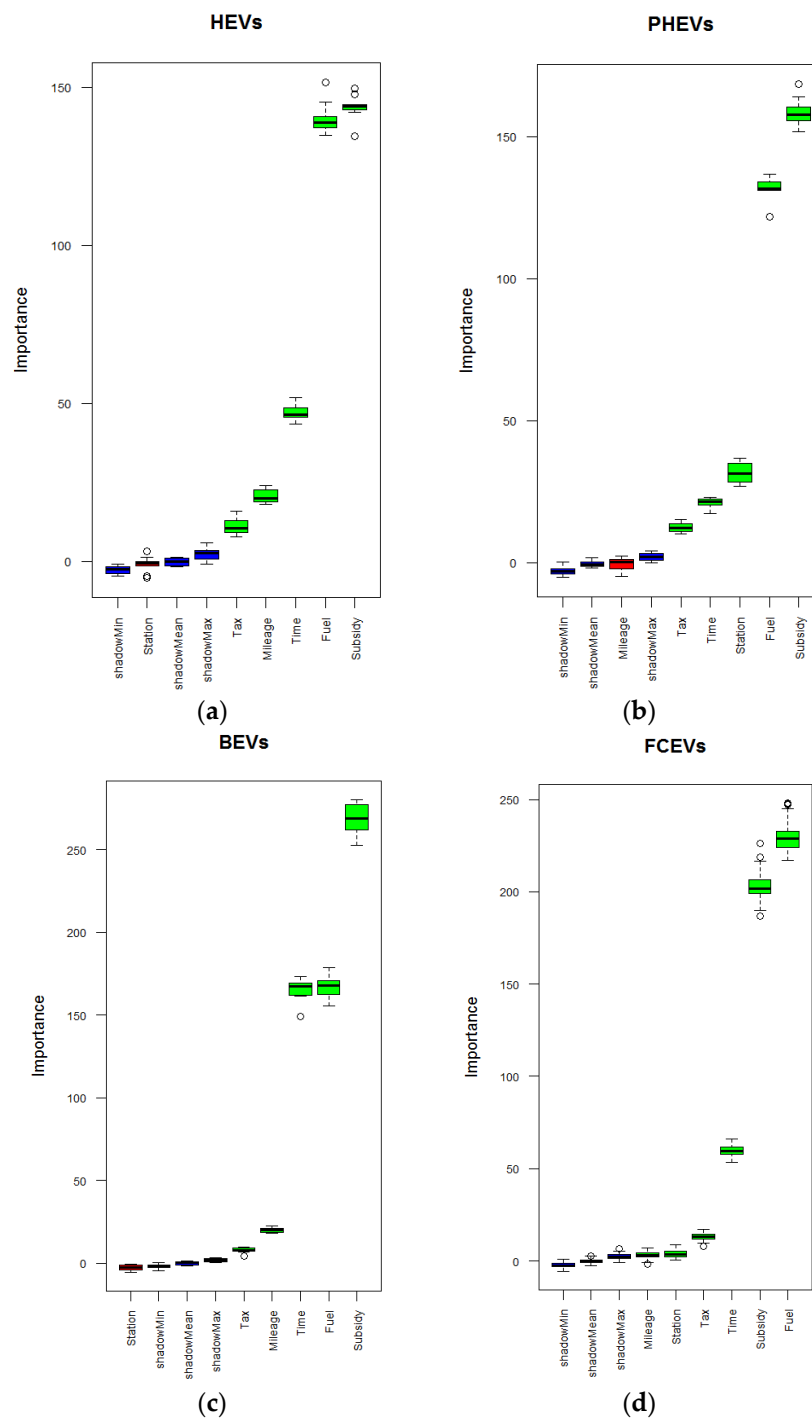 HEVs
150
100
50
0
Importance
shadowMin
Station
shadowMean
shadowMax
Tax
Mileage
Time
Fuel
Subsidy
(a)
PHEVs
150
100
50
0
Importance
shadowMin
shadowMean
Mileage
shadowMax
Tax
Time
Station
Fuel
Subsidy
(b)
BEVs
250
200
150
100
50
0
Importance
Station
shadowMin
shadowMean
shadowMax
Tax
Mileage
Time
Fuel
Subsidy
(c)
FCEVs
250
200
150
100
50
0
Importance
shadowMin
shadowMean
shadowMax
Mileage
Station
Tax
Time
Subsidy
Fuel
(d)